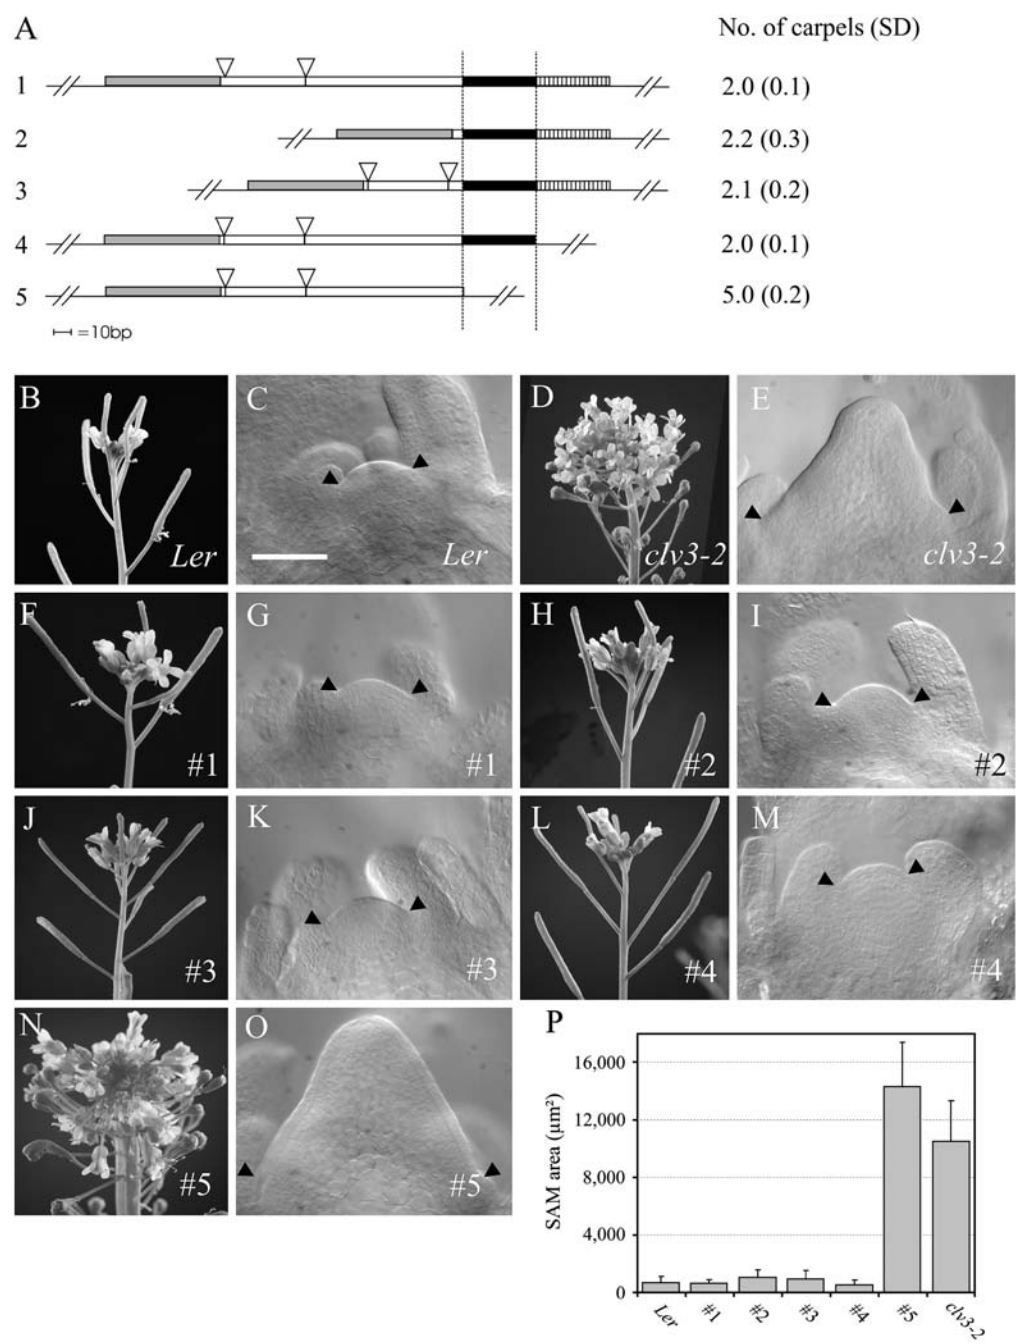 A
No. of carpels (SD)
1
2.0 (0.1)
2
2.2 (0.3)
3
2.1 (0.2)
4
2.0 (0.1)
5
5.0 (0.2)
=10bp
B
Ler
C
Ler
D
clv3-2
E
clv3-2
F
#1
G
#1
H
#2
I
#2
J
#3
K
#3
L
#4
M
#4
N
#5
O
#5
P
SAM area (µm²)
16,000
12,000
8,000
4,000
0
Ler
#1
#2
#3
#4
#5
clv3-2